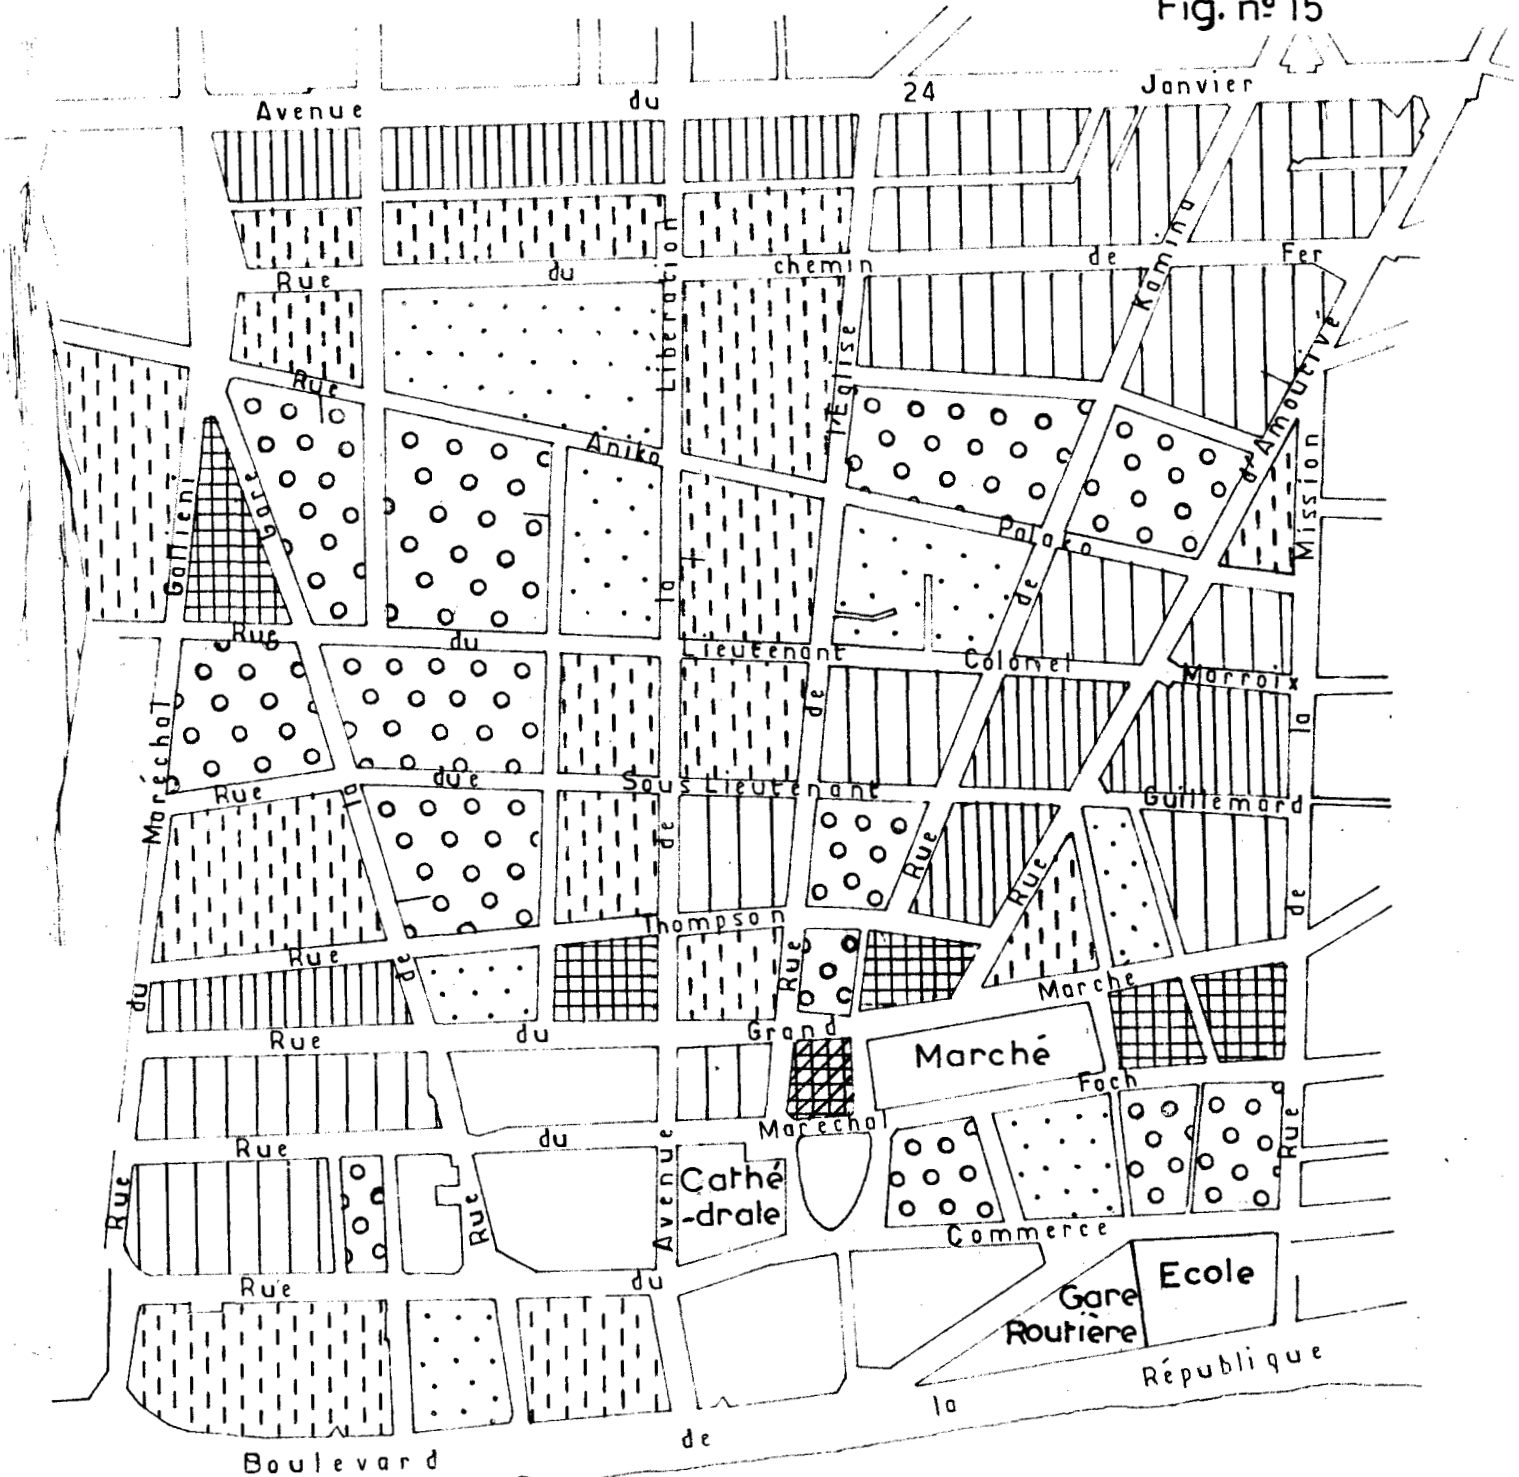 Fig. nº 15
Avenue du 24 Janvier
Rue du chemin de Fer
Rue Aniko Palako
Rue du Lieutenant Colonel Marroix
Rue due Sous Lieutenant Guillemard
Rue Thompson
Rue du Grand Marché
Rue du Maréchal Foch
Rue du Commerce
Boulevard de la République
Rue du Maréchal Gallieni
Rue de la Gare
Avenue de la Libération
Rue de l'Eglise
Rue de Kamina
Rue d'Amoutivé
Rue de la Mission
Marché
Cathé
-drale
Ecole
Gare
Routière